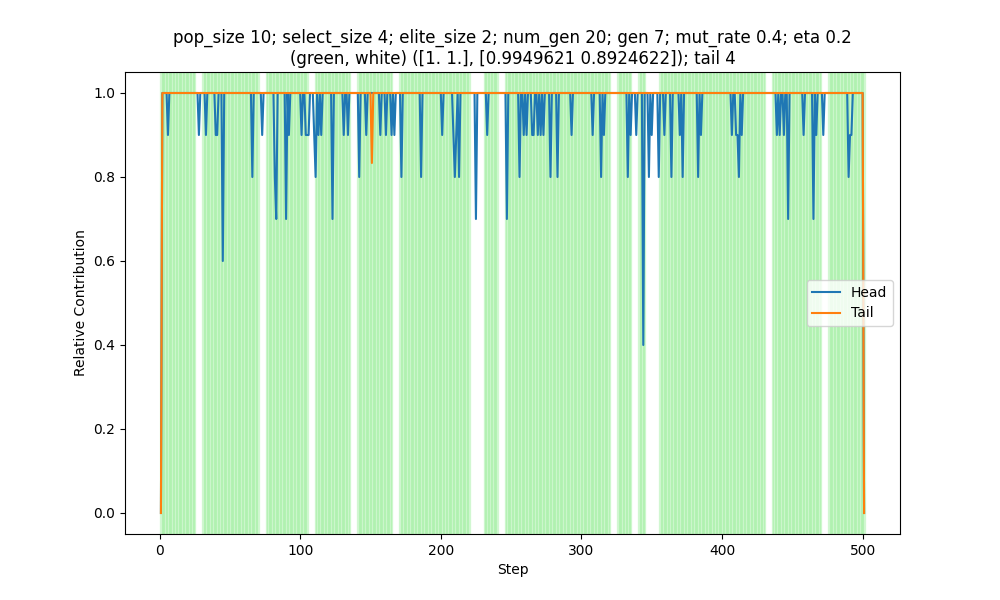 pop_size 10; select_size 4; elite_size 2; num_gen 20; gen 7; mut_rate 0.4; eta 0.2
(green, white) ([1. 1.], [0.9949621 0.8924622]); tail 4
1.0
0.8
0.6
0.4
0.2
0.0
Relative Contribution
Head
Tail
0
100
200
300
400
500
Step